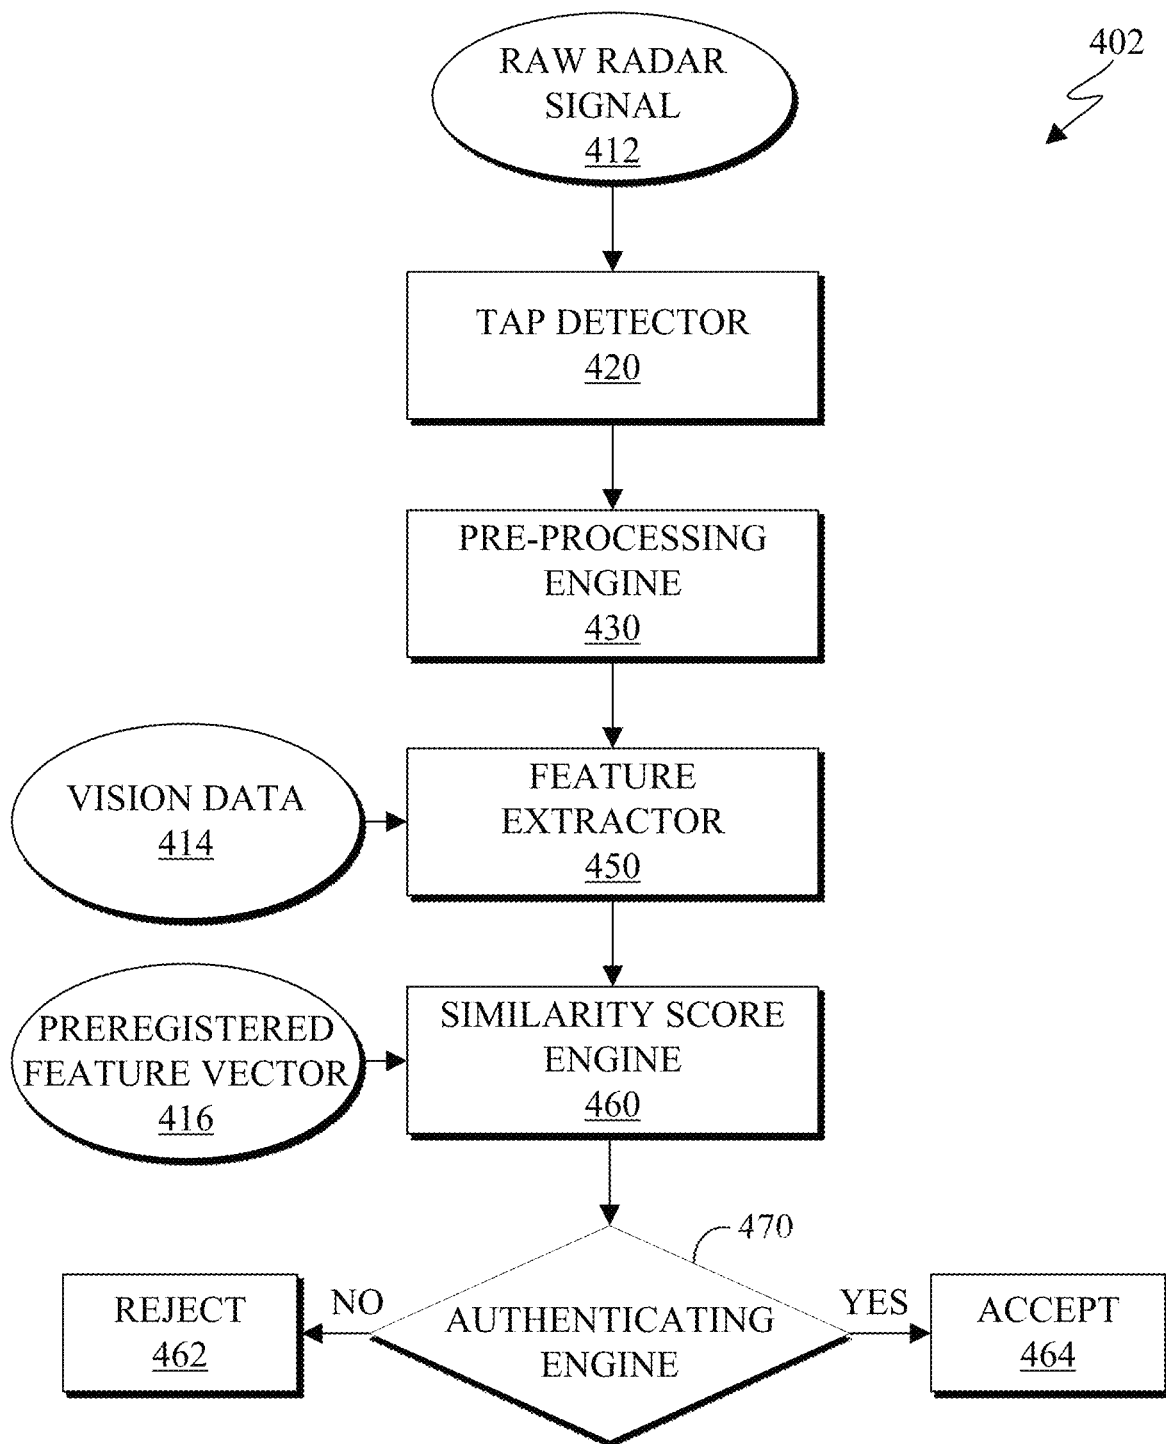 RAW RADAR
SIGNAL
412
402
TAP DETECTOR
420
PRE-PROCESSING
ENGINE
430
VISION DATA
414
FEATURE
EXTRACTOR
450
PREREGISTERED
FEATURE VECTOR
416
SIMILARITY SCORE
ENGINE
460
470
REJECT
462
NO
AUTHENTICATING
ENGINE
YES
ACCEPT
464